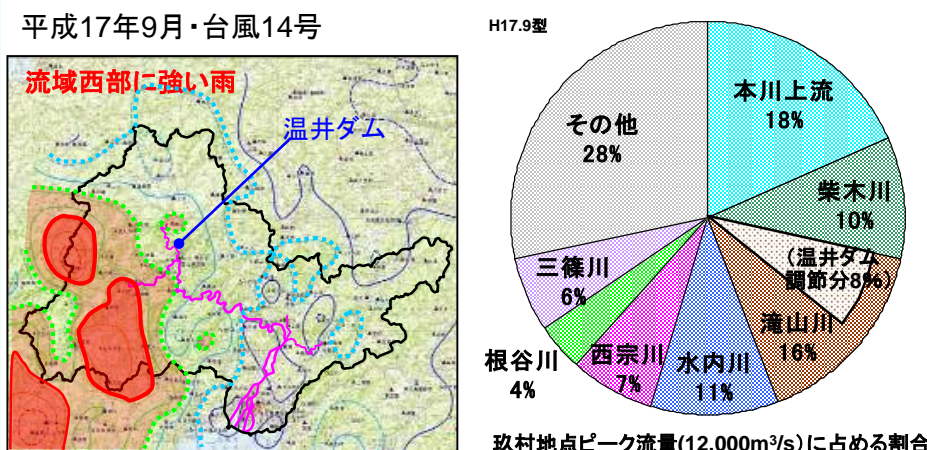 平成17年9月・台風14号
流域西部に強い雨
温井ダム
H17.9型
本川上流
18%
柴木川
10%
(温井ダム
調節分8%)
滝山川
16%
水内川
11%
西宗川
7%
根谷川
4%
三篠川
6%
その他
28%
玖村地点ピーク流量(12,000m³/s)に占める割合